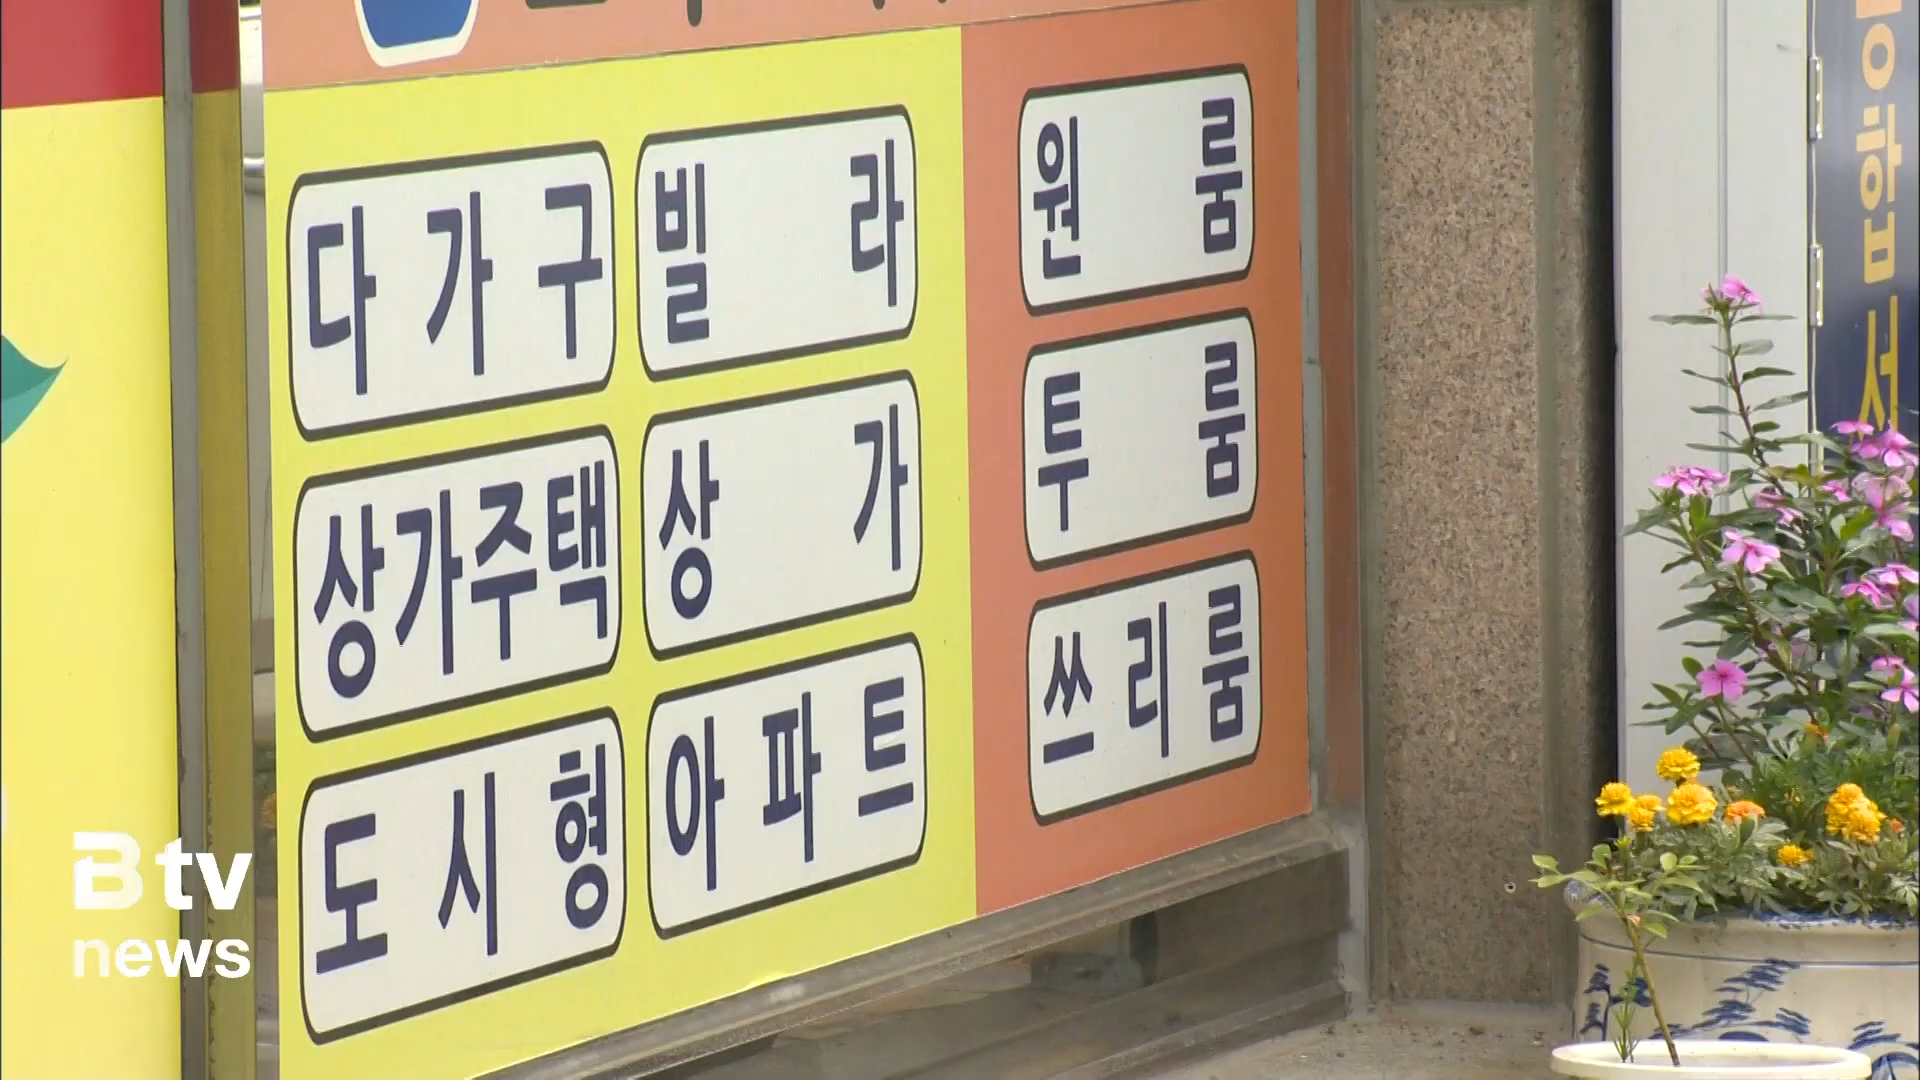 다가구 빌라 원룸
상가주택 상가 투룸
도시형 아파트 쓰리룸
B tv
news